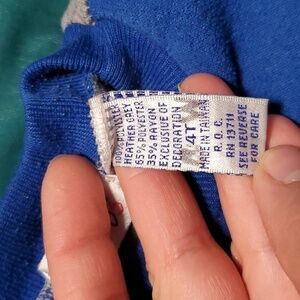 100% POLYESTER
HEATHER GREY
65% POLYESTER
35% RAYON
EXCLUSIVE OF
DECORATION
4T
MADE IN TAIWAN
R.O.C.
RN 13711
SEE REVERSE
FOR CARE